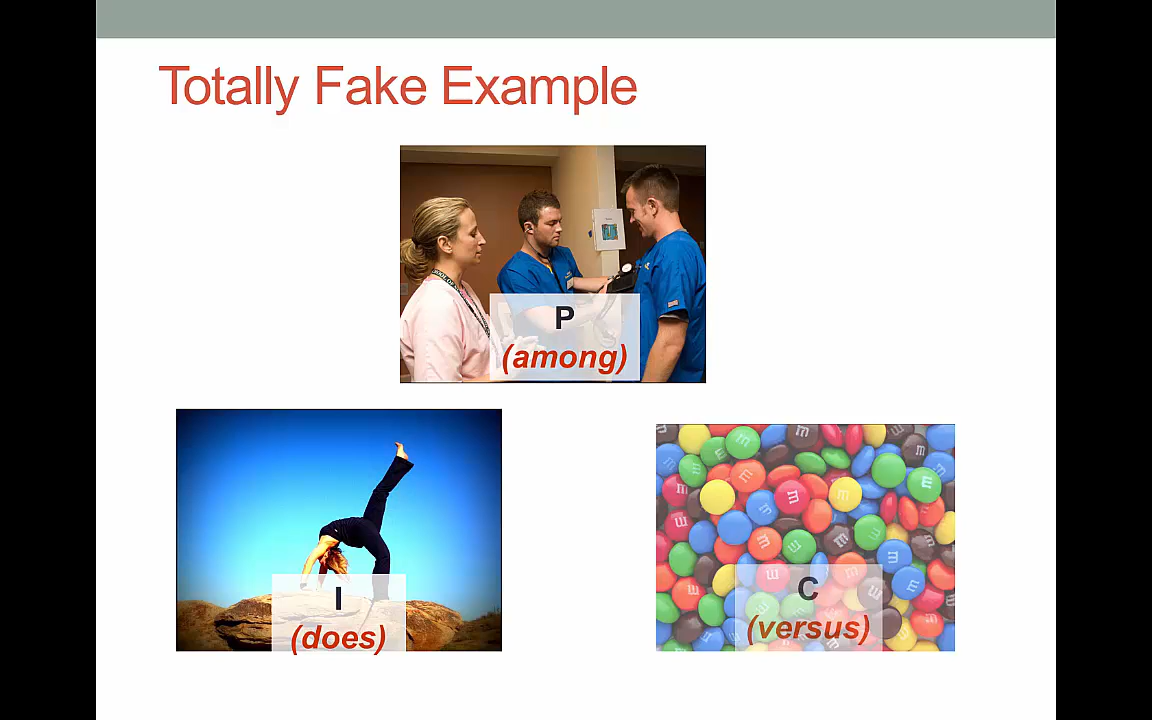 Totally Fake Example
P
(among)
I
(does)
C
(versus)